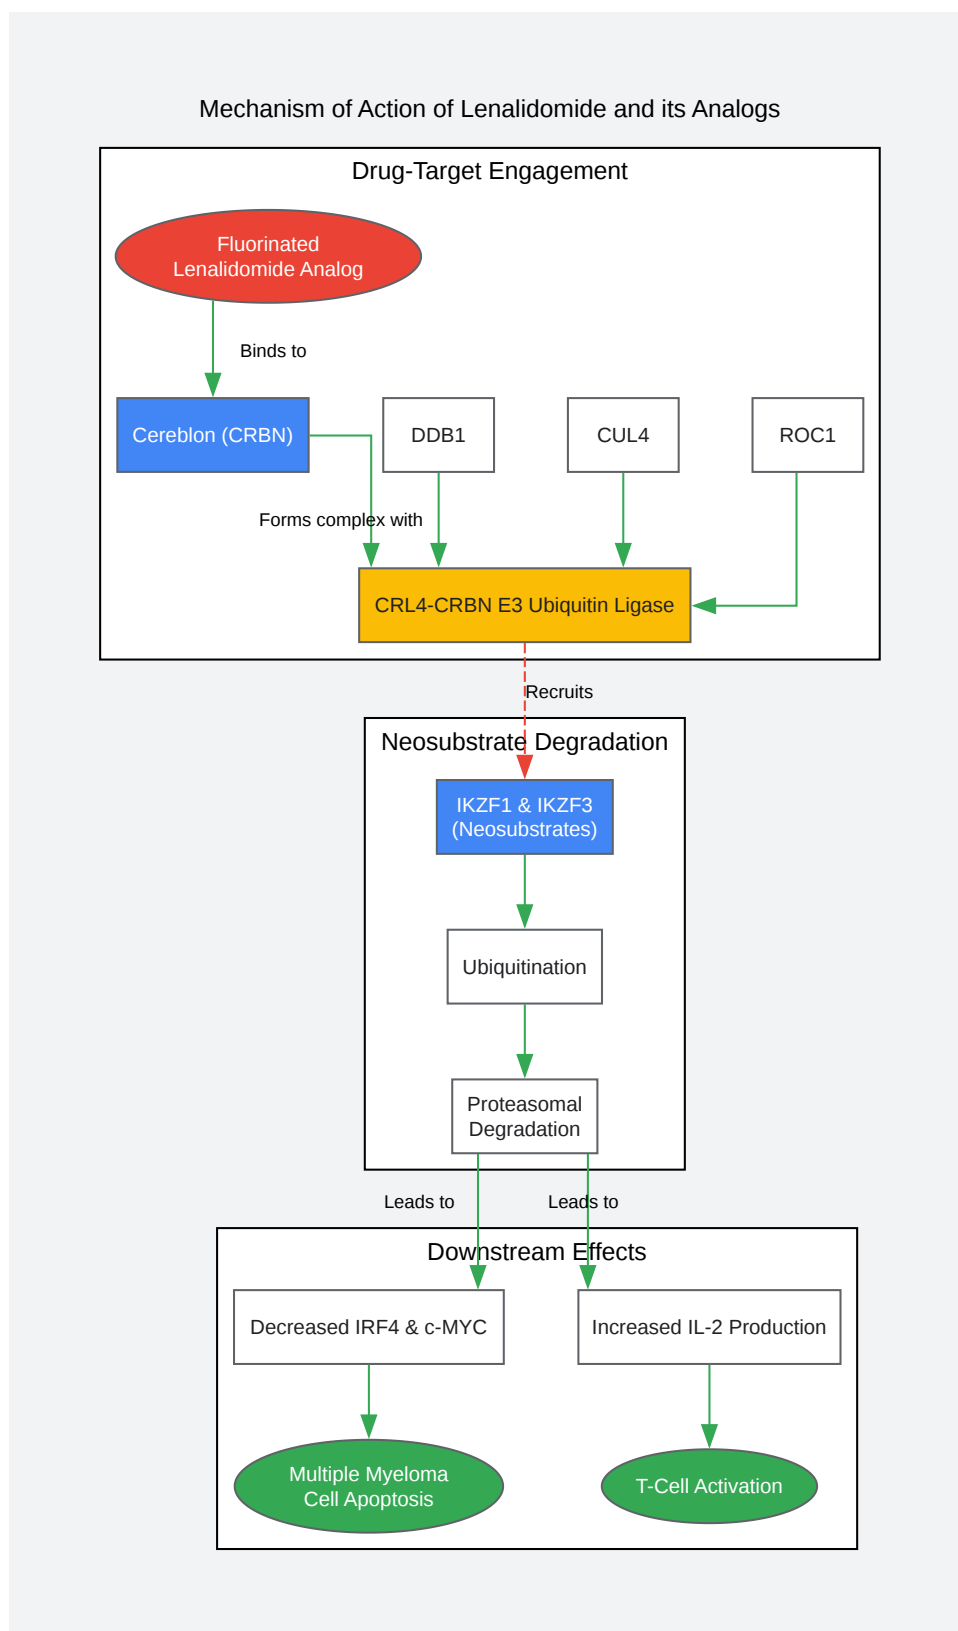 Mechanism of Action of Lenalidomide and its Analogs
Drug-Target Engagement
Fluorinated
Lenalidomide Analog
Binds to
Cereblon (CRBN)
DDB1
CUL4
ROC1
Forms complex with
CRL4-CRBN E3 Ubiquitin Ligase
Recruits
Neosubstrate Degradation
IKZF1 & IKZF3
(Neosubstrates)
Ubiquitination
Proteasomal
Degradation
Leads to
Leads to
Downstream Effects
Decreased IRF4 & c-MYC
Increased IL-2 Production
Multiple Myeloma
Cell Apoptosis
T-Cell Activation